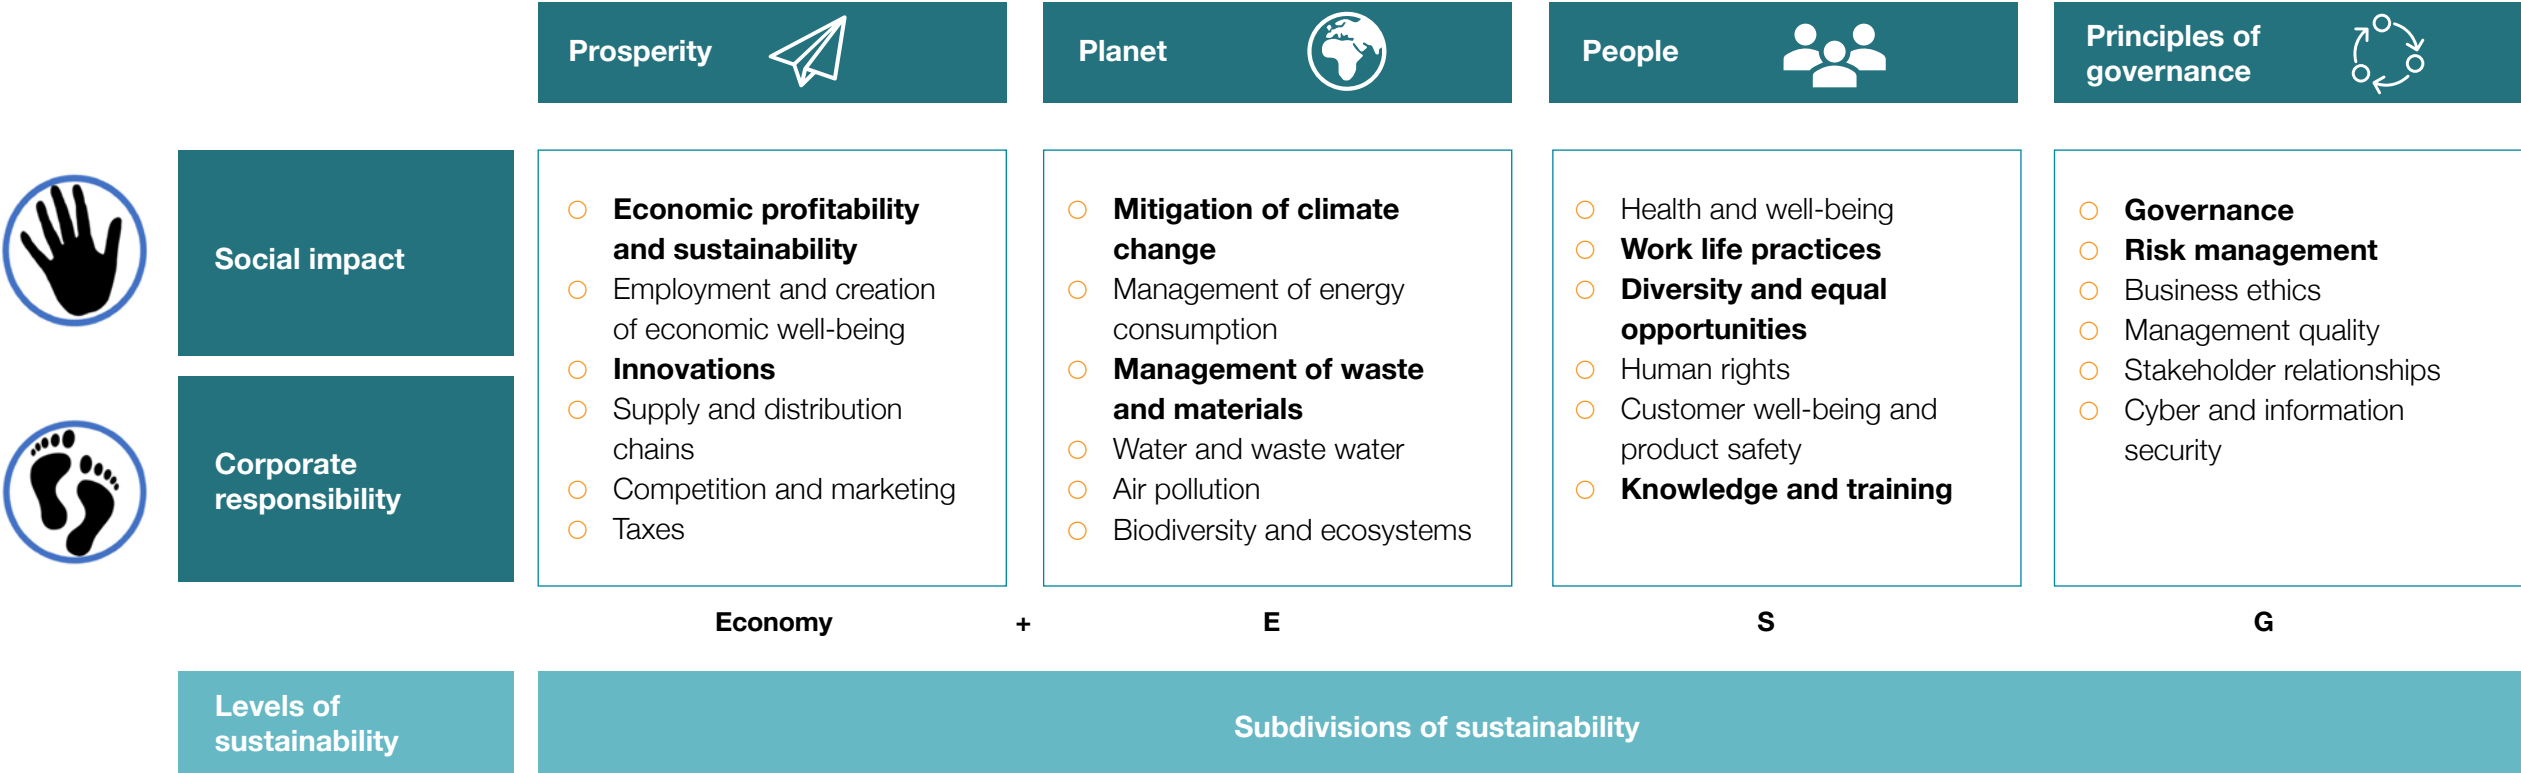 Prosperity
Planet
People
Principles of
governance
Social impact
Corporate
responsibility
Economic profitability
and sustainability
Employment and creation
of economic well-being
Innovations
Supply and distribution
chains
Competition and marketing
Taxes
Mitigation of climate
change
Management of energy
consumption
Management of waste
and materials
Water and waste water
Air pollution
Biodiversity and ecosystems
Health and well-being
Work life practices
Diversity and equal
opportunities
Human rights
Customer well-being and
product safety
Knowledge and training
Governance
Risk management
Business ethics
Management quality
Stakeholder relationships
Cyber and information
security
Economy + E S G
Levels of
sustainability
Subdivisions of sustainability